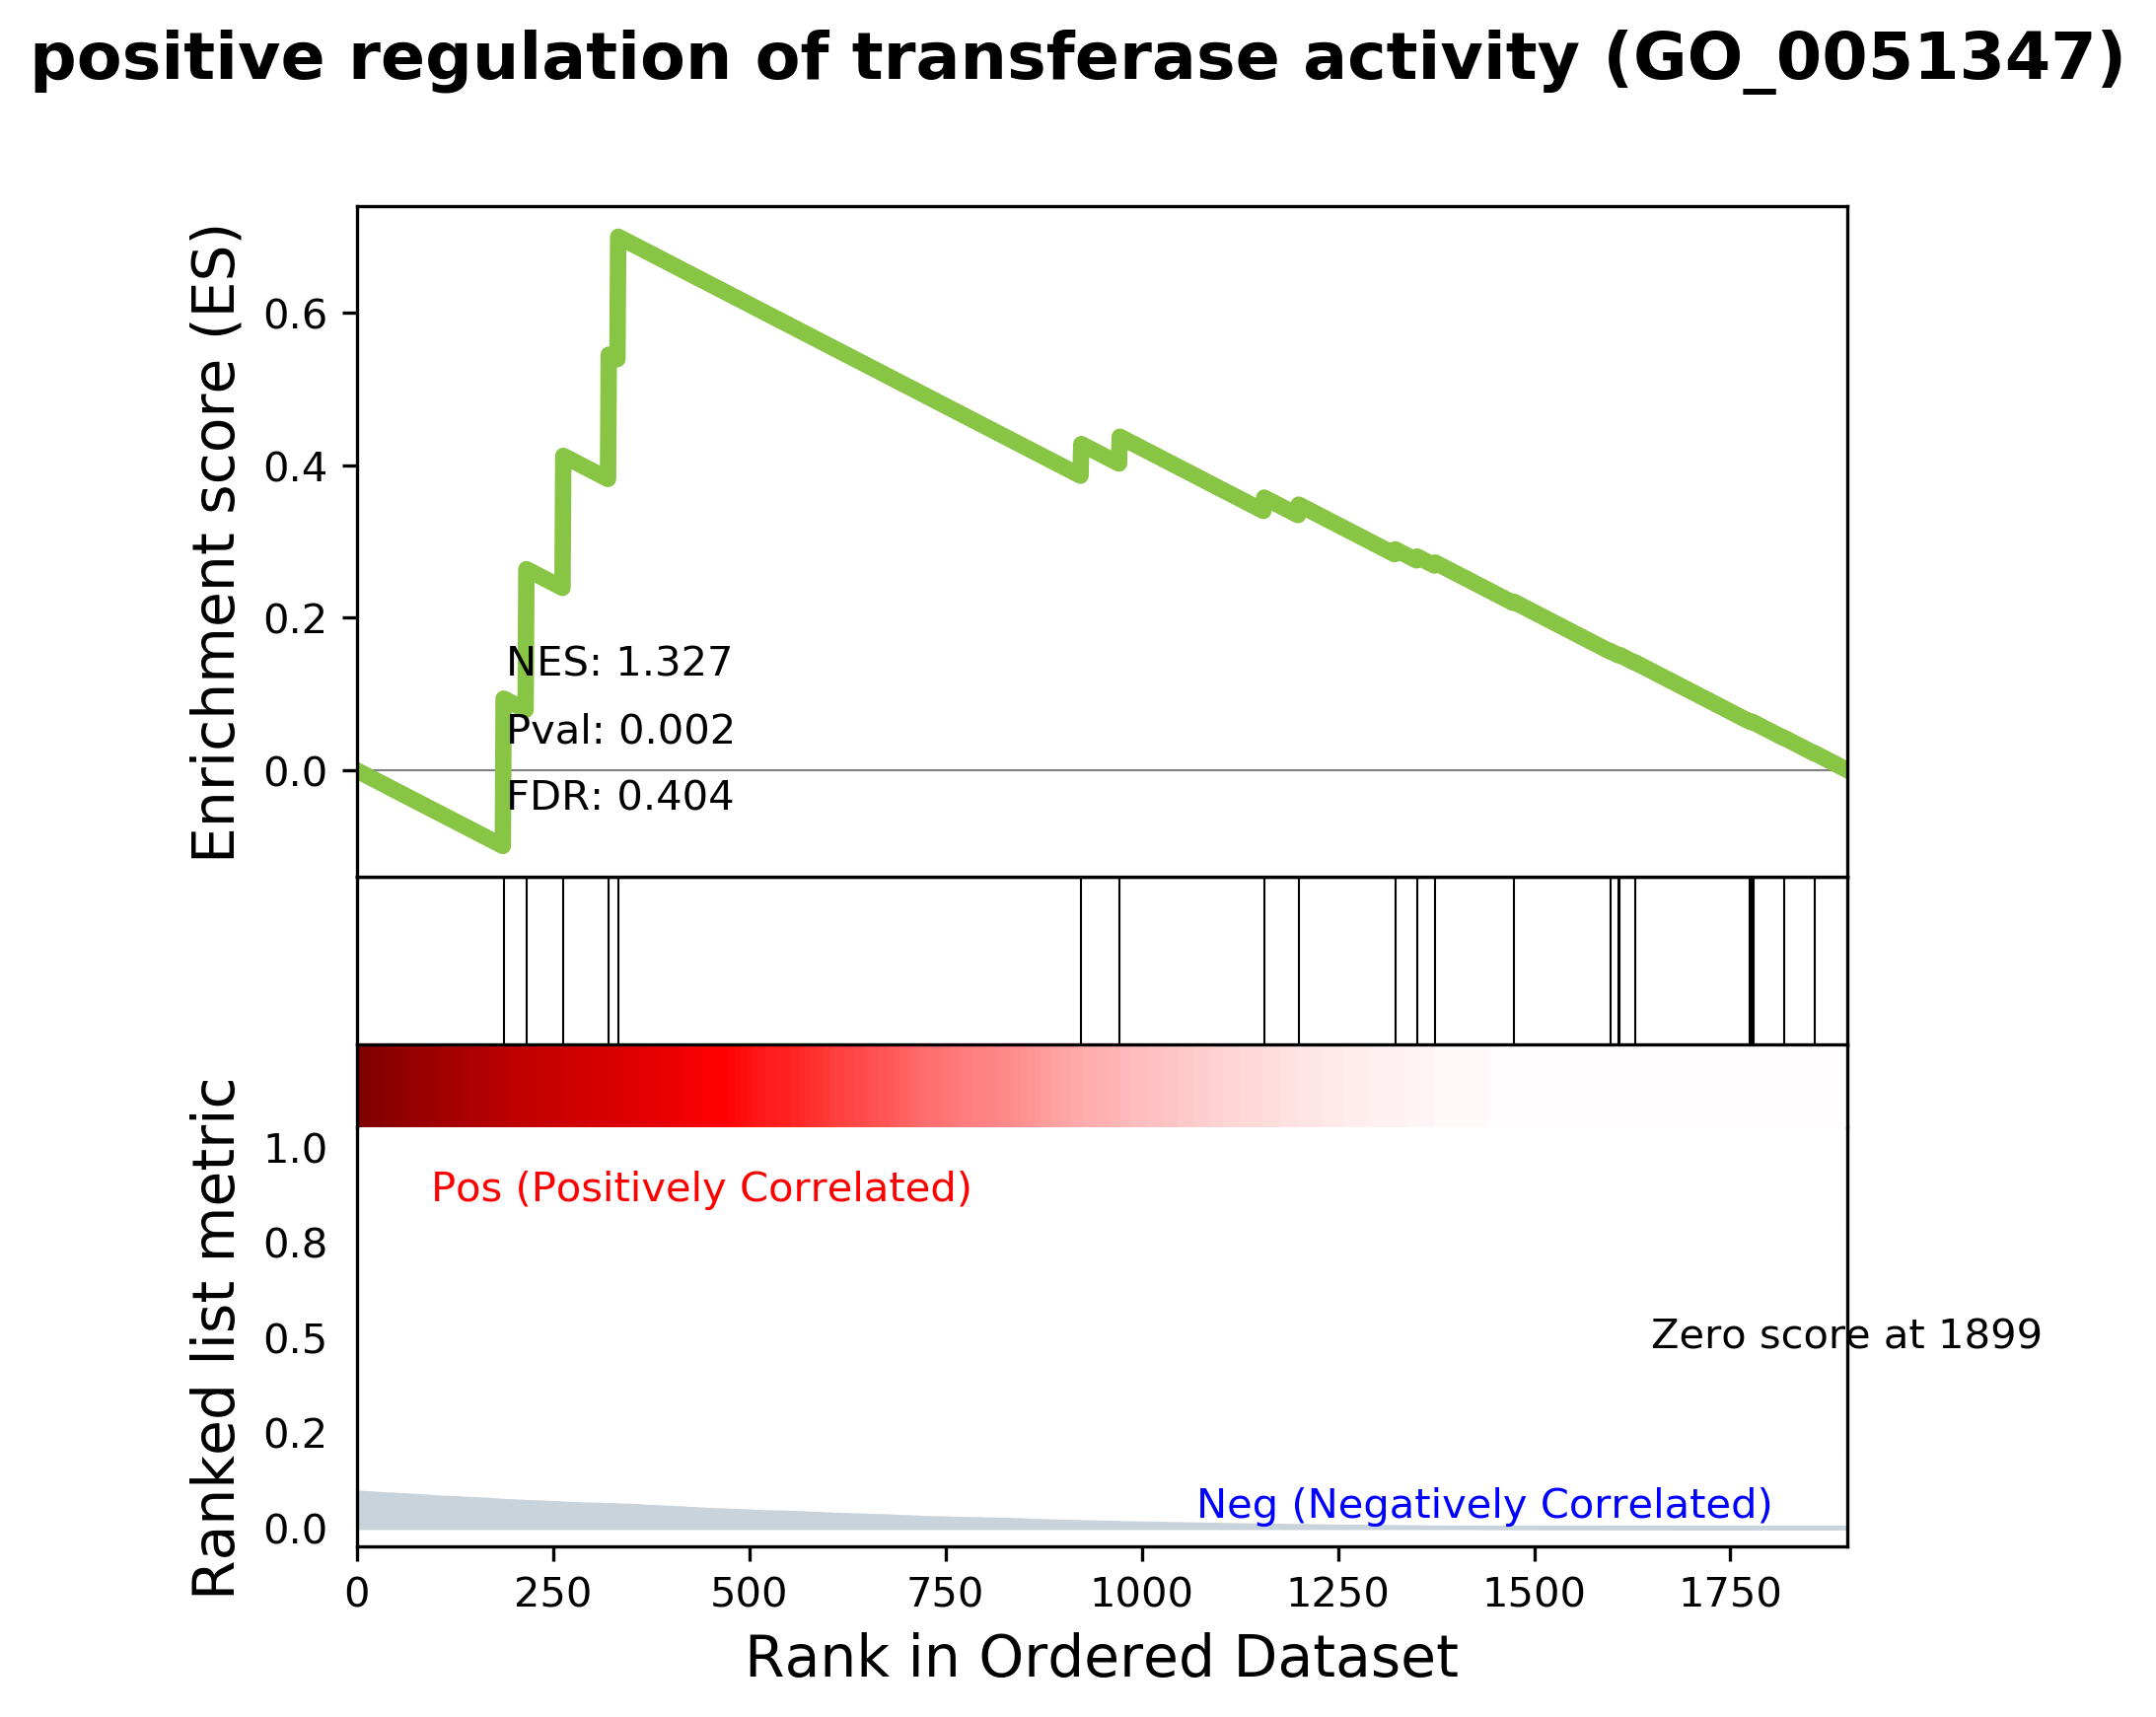 positive regulation of transferase activity (GO_0051347)
Enrichment score (ES)
0.6
0.4
0.2
0.0
NES: 1.327
Pval: 0.002
FDR: 0.404
Ranked list metric
1.0
0.8
0.5
0.2
0.0
Pos (Positively Correlated)
Zero score at 1899
Neg (Negatively Correlated)
0 250 500 750 1000 1250 1500 1750
Rank in Ordered Dataset